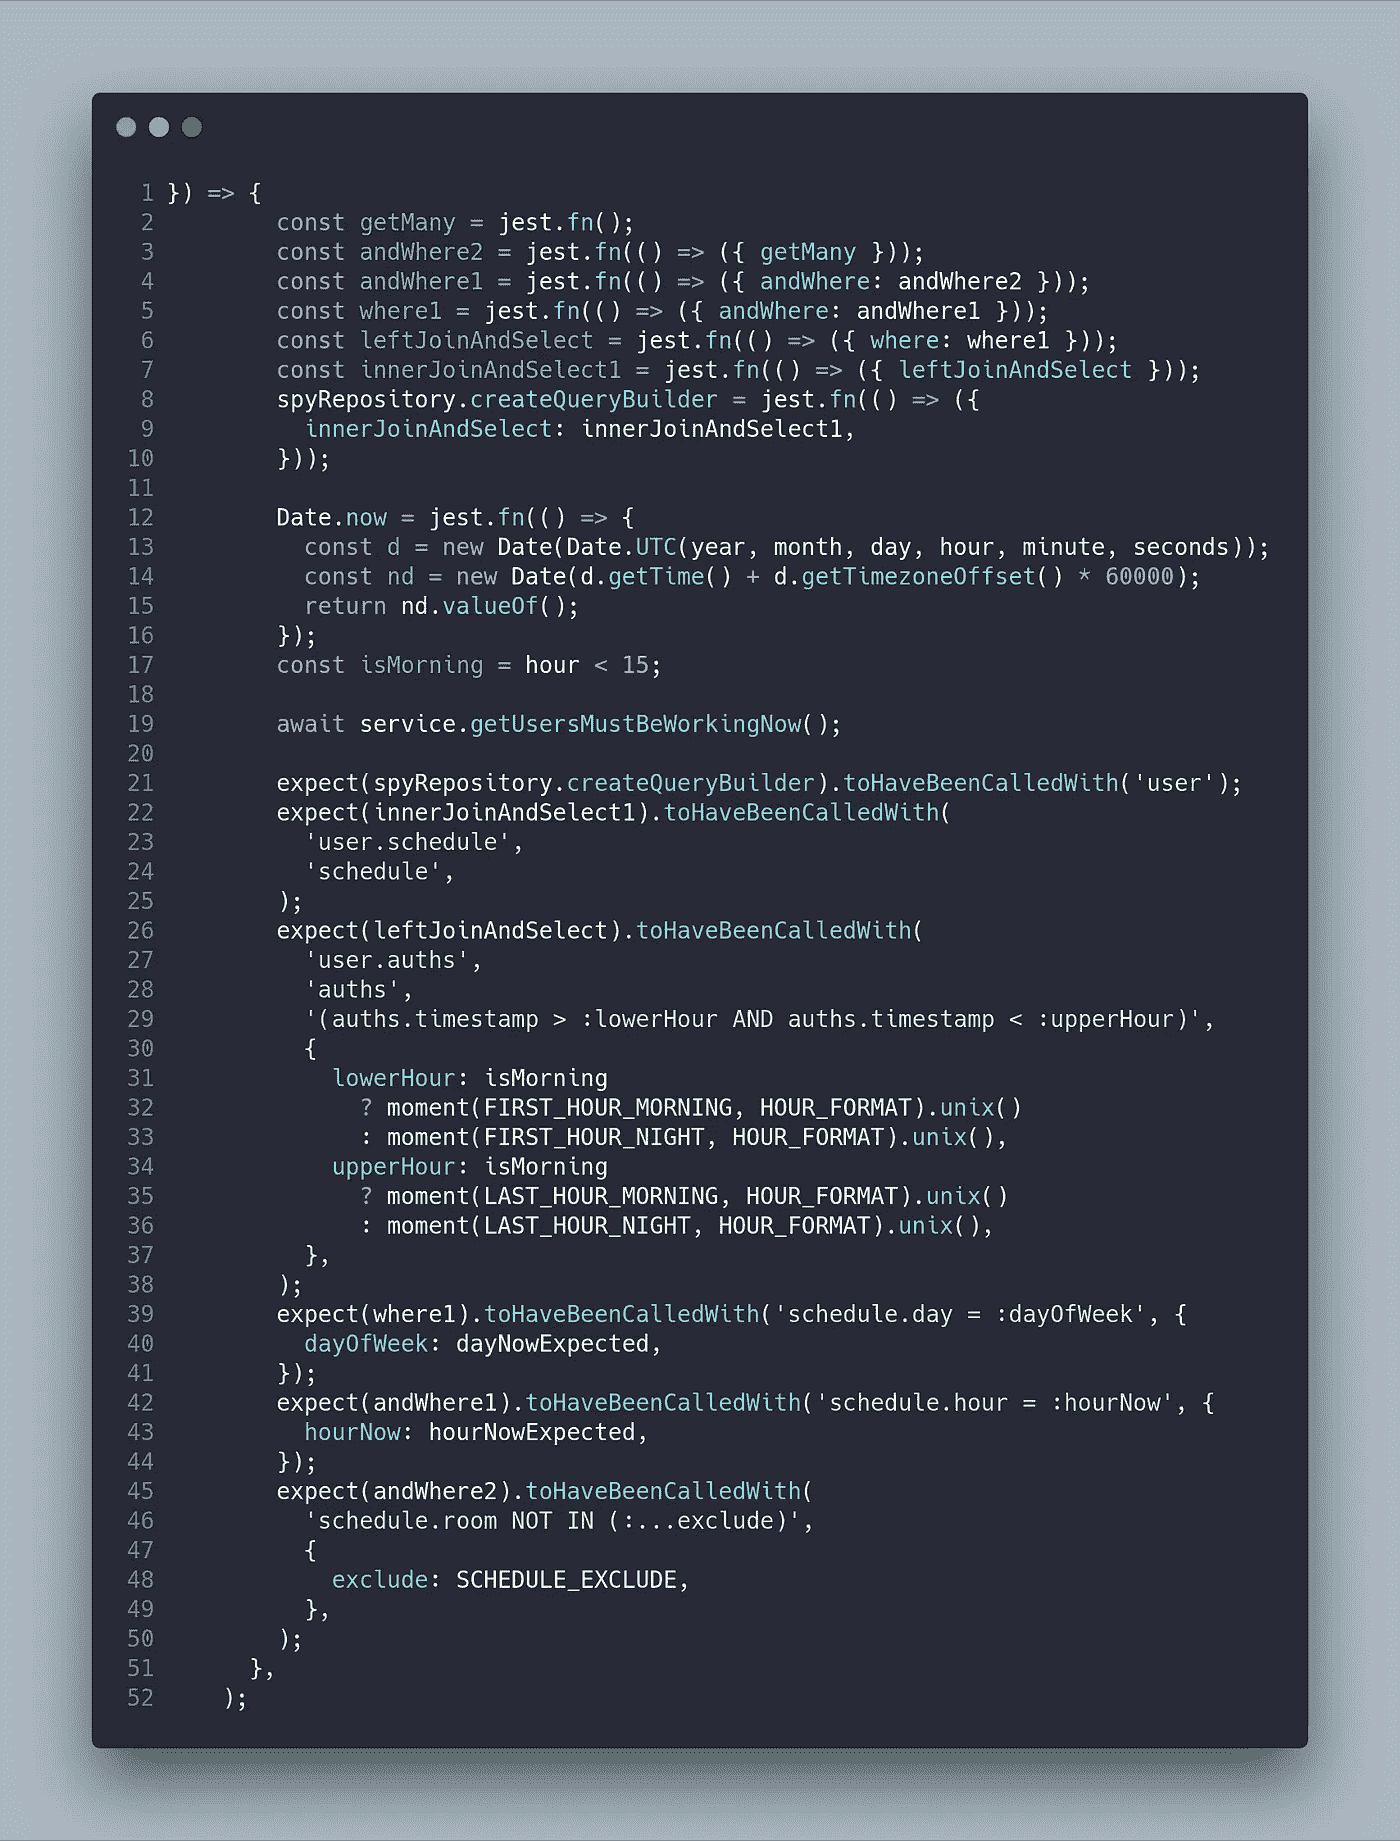 1 }) => {
2         const getMany = jest.fn();
3         const andWhere2 = jest.fn(() => ({ getMany }));
4         const andWhere1 = jest.fn(() => ({ andWhere: andWhere2 }));
5         const where1 = jest.fn(() => ({ andWhere: andWhere1 }));
6         const leftJoinAndSelect = jest.fn(() => ({ where: where1 }));
7         const innerJoinAndSelect1 = jest.fn(() => ({ leftJoinAndSelect }));
8         spyRepository.createQueryBuilder = jest.fn(() => ({
9           innerJoinAndSelect: innerJoinAndSelect1,
10         }));
11
12         Date.now = jest.fn(() => {
13           const d = new Date(Date.UTC(year, month, day, hour, minute, seconds));
14           const nd = new Date(d.getTime() + d.getTimezoneOffset() * 60000);
15           return nd.valueOf();
16         });
17         const isMorning = hour < 15;
18
19         await service.getUsersMustBeWorkingNow();
20
21         expect(spyRepository.createQueryBuilder).toHaveBeenCalledWith('user');
22         expect(innerJoinAndSelect1).toHaveBeenCalledWith(
23           'user.schedule',
24           'schedule',
25         );
26         expect(leftJoinAndSelect).toHaveBeenCalledWith(
27           'user.auths',
28           'auths',
29           '(auths.timestamp > :lowerHour AND auths.timestamp < :upperHour)',
30           {
31             lowerHour: isMorning
32               ? moment(FIRST_HOUR_MORNING, HOUR_FORMAT).unix()
33               : moment(FIRST_HOUR_NIGHT, HOUR_FORMAT).unix(),
34             upperHour: isMorning
35               ? moment(LAST_HOUR_MORNING, HOUR_FORMAT).unix()
36               : moment(LAST_HOUR_NIGHT, HOUR_FORMAT).unix(),
37           },
38         );
39         expect(where1).toHaveBeenCalledWith('schedule.day = :dayOfWeek', {
40           dayOfWeek: dayNowExpected,
41         });
42         expect(andWhere1).toHaveBeenCalledWith('schedule.hour = :hourNow', {
43           hourNow: hourNowExpected,
44         });
45         expect(andWhere2).toHaveBeenCalledWith(
46           'schedule.room NOT IN (:...exclude)',
47           {
48             exclude: SCHEDULE_EXCLUDE,
49           },
50         );
51       },
52     );